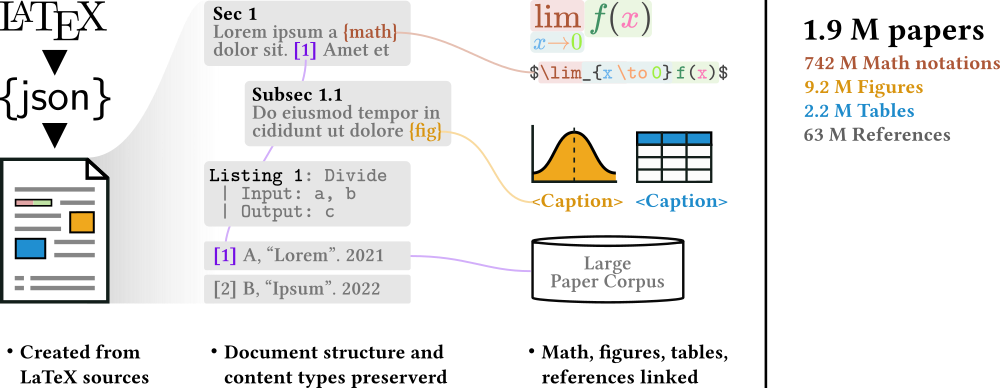 LATEX
{json}
Sec 1
Lorem ipsum a {math}
dolor sit. [1] Amet et
Subsec 1.1
Do eiusmod tempor in
cididunt ut dolore {fig}
Listing 1: Divide
| Input: a, b
| Output: c
[1] A, “Lorem”. 2021
[2] B, “Ipsum”. 2022
lim f(x)
x→0
$\lim_{x \to 0} f(x)$
<Caption> <Caption>
Large
Paper Corpus
• Created from
LaTeX sources
• Document structure and
content types preserverd
• Math, figures, tables,
references linked
1.9 M papers
742 M Math notations
9.2 M Figures
2.2 M Tables
63 M References